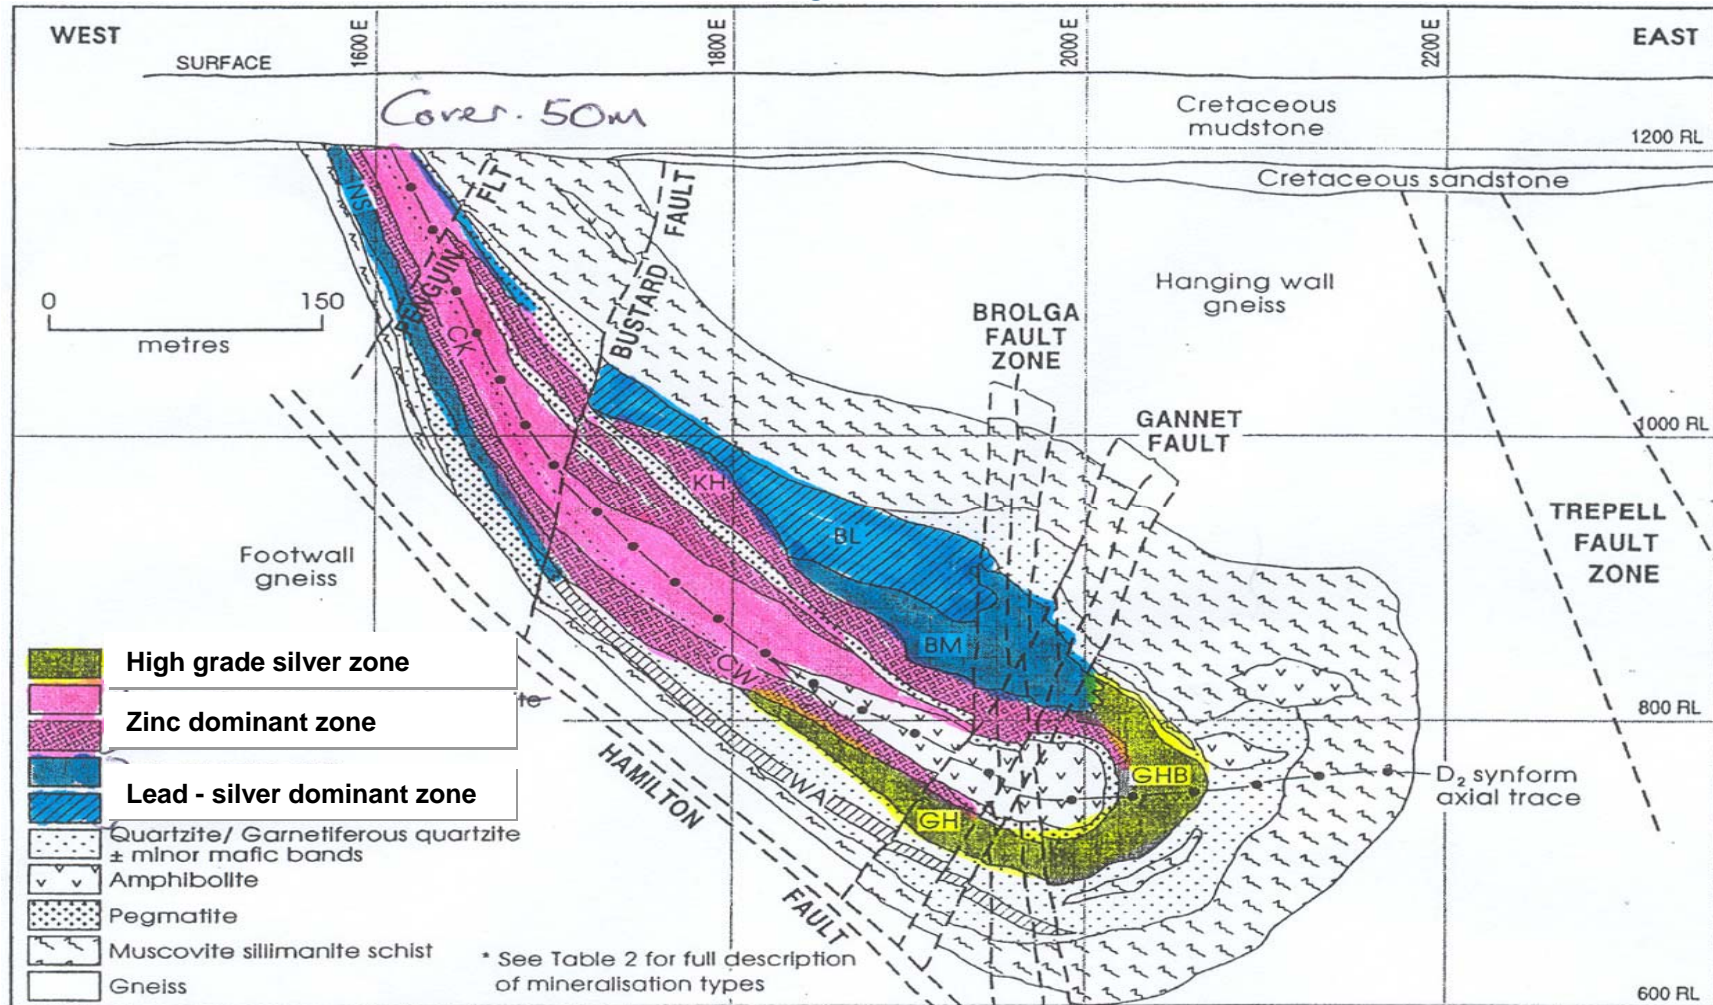 WEST
EAST
1600 E
1800 E
2000 E
2200 E
SURFACE
Cover. 50m
Cretaceous
mudstone
1200 RL
Cretaceous sandstone
NS
PENGUIN FLT
BUSTARD FAULT
CK
0 150
metres
Hanging wall
gneiss
BROLGA
FAULT
ZONE
GANNET
FAULT
1000 RL
KH
BL
TREPELL
FAULT
ZONE
Footwall
gneiss
BM
CW
800 RL
WA
GH
GHB
D2 synform
axial trace
HAMILTON FAULT
High grade silver zone
te
Zinc dominant zone
Lead - silver dominant zone
Quartzite/ Garnetiferous quartzite
± minor mafic bands
Amphibolite
Pegmatite
Muscovite sillimanite schist
Gneiss
* See Table 2 for full description
of mineralisation types
600 RL